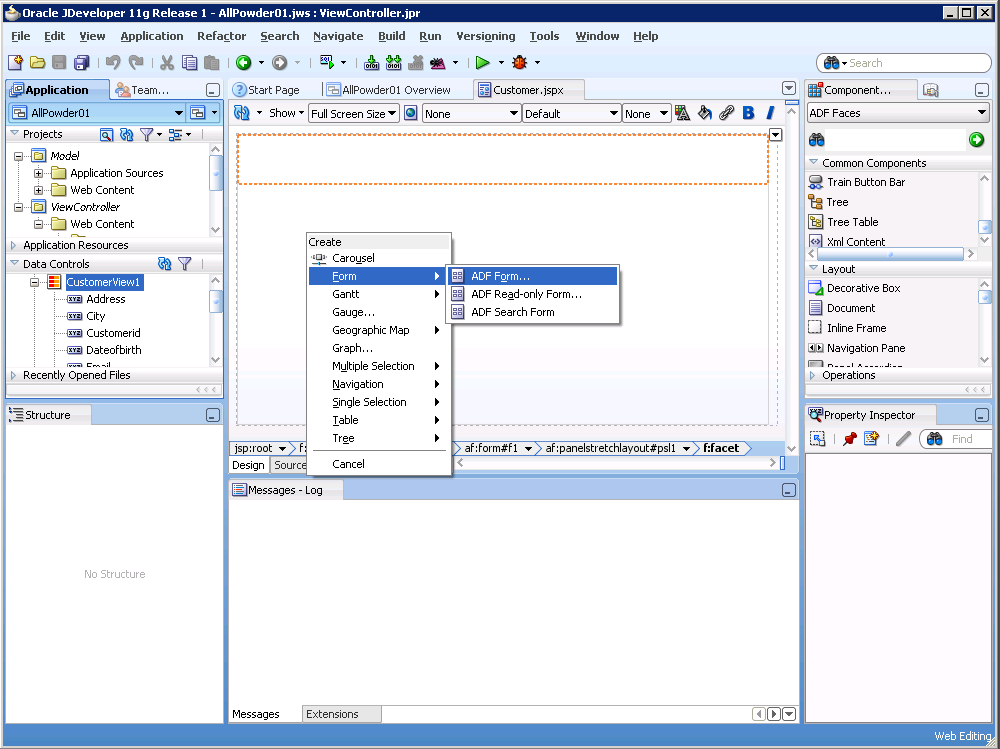 Oracle JDeveloper 11g Release 1 - AllPowder01.jws : ViewController.jpr
File Edit View Application Refactor Search Navigate Build Run Versioning Tools Window Help
Search
Application Team...
AllPowder01
Projects
Model
Application Sources
Web Content
ViewController
Web Content
Application Resources
Data Controls
CustomerView1
Address
City
Customerid
Dateofbirth
Email
Recently Opened Files
Structure
No Structure
Start Page AllPowder01 Overview Customer.jspx
Show Full Screen Size None Default None B I
Create
Carousel
Form
Gantt
Gauge...
Geographic Map
Graph...
Multiple Selection
Navigation
Single Selection
Table
Tree
Cancel
ADF Form...
ADF Read-only Form...
ADF Search Form
jsp:root f: af:form#f1 af:panelstretchlayout#psl1 f:facet
Design Source
Messages - Log
Messages Extensions
Component...
ADF Faces
Common Components
Train Button Bar
Tree
Tree Table
Xml Content
Layout
Decorative Box
Document
Inline Frame
Navigation Pane
Panel Accordion
Operations
Property Inspector
Find
Web Editing